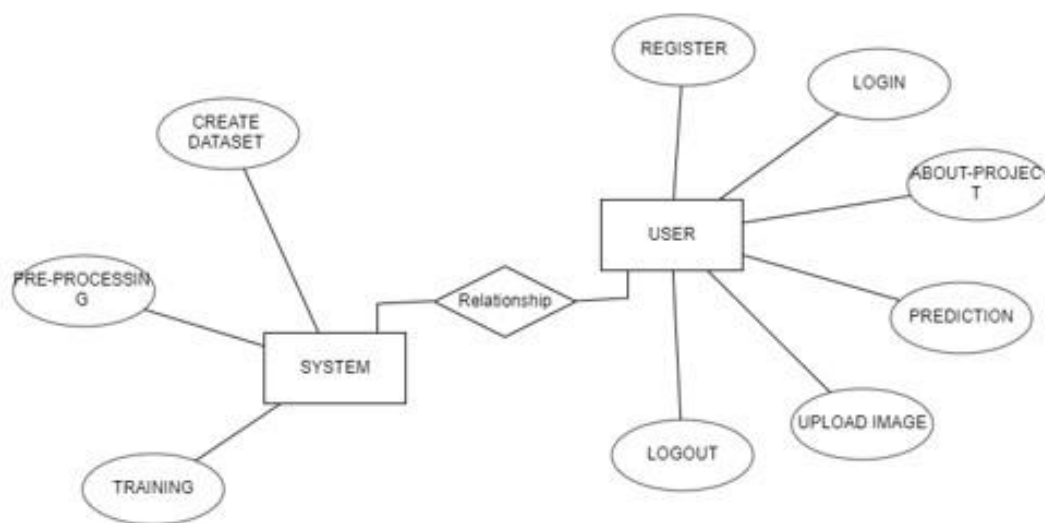 REGISTER
LOGIN
CREATE
DATASET
ABOUT-PROJEC
T
USER
PRE-PROCESSIN
G
Relationship
PREDICTION
SYSTEM
UPLOAD IMAGE
LOGOUT
TRAINING